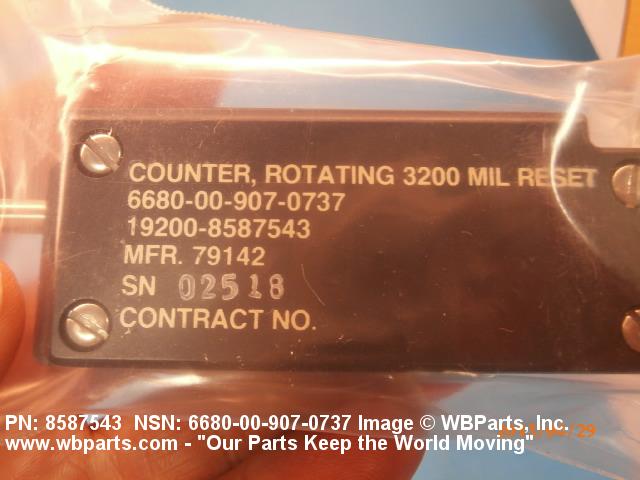 COUNTER, ROTATING 3200 MIL RESET
6680-00-907-0737
19200-8587543
MFR. 79142
SN 02518
CONTRACT NO.
PN: 8587543 NSN: 6680-00-907-0737 Image © WBParts, Inc.
www.wbparts.com - "Our Parts Keep the World Moving"